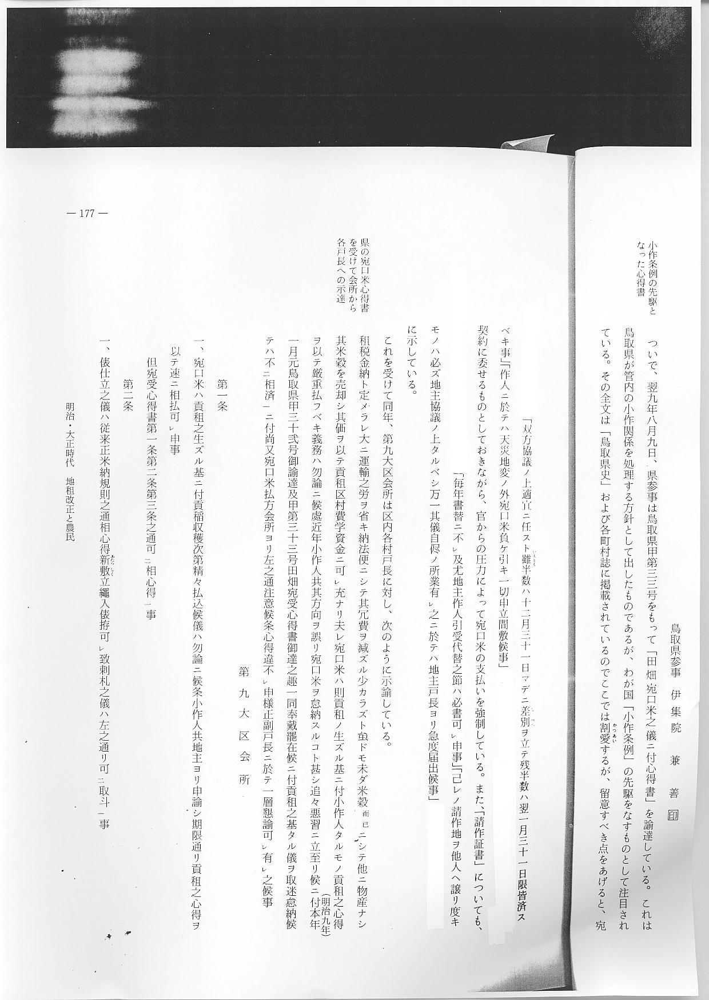 鳥取県参事　伊集院　兼善　印
小作条例の先駆と
なった心得書
ついで、翌九年八月九日、県参事は鳥取県甲第三三号をもって「田畑宛口米之儀ニ付心得書」を諭達している。これは
鳥取県が管内の小作関係を処理する方針として出したものであるが、わが国「小作条例」の先駆をなすものとして注目され
ている。その全文は「鳥取県史」および各町村誌に掲載されているのでここでは割愛するが、留意すべき点をあげると、宛
「双方協議ノ上適宜ニ任スト雖半数ハ十二月三十一日マデニ差別ヲ立テ残半数ハ翌一月三十一日限皆済ス
ベキ事」「作人ニ於テハ天災地変ノ外宛口米負ケ引キ一切申立間敷候事」
契約に委せるものとしておきながら、官からの圧力によって宛口米の支払いを強制している。また、「請作証書」についても、
「毎年書替ニ不レ及尤地主作人引受代替之節ハ必書可レ申事」「己レノ請作地ヲ他人ヘ譲リ度キ
モノハ必ズ地主協議ノ上タルベシ万一其儀自侭ノ所業有レ之ニ於テハ地主戸長ヨリ急度届出候事」
に示している。
県の宛口米心得書
を受けて会所から
各戸長への示達
これを受けて同年、第九大区会所は区内各村戸長に対し、次のように示諭している。
租税金納ト定メラレ大ニ運輸之労ヲ省キ納法便ニシテ其冗費ヲ減ズル少カラズト虽ドモ未ダ米穀而已ニシテ他ニ物産ナシ
其米穀を売却シ其価ヲ以テ貢租区村費学資金ニ可レ充ナリ夫レ宛口米ハ則貢租ノ生ズル基ニ付小作人タルモノ貢租之心得
ヲ以テ厳重払フベキ義務ハ勿論ニ候處近年小作人共其方向ヲ誤リ宛口米ヲ怠納スルコト甚シ追々悪習ニ立至リ候ニ付本年
（明治九年）
一月元鳥取県甲三十弐号御諭達及甲第三十三号田畑宛受心得書御達之趣一同奉戴罷在候ニ付貢租之基タル儀ヲ取迷怠納候
テハ不ニ相済一ニ付尚又宛口米払方会所ヨリ左之通注意候条心得違不レ申様正副戸長ニ於テ一層懇諭可レ有レ之候事
第九大区会所
第一条
一、宛口米ハ貢租之生ズル基ニ付貢稲収穫次第精々払込候儀ハ勿論ニ候条小作人共地主ヨリ申諭シ期限通リ貢租之心得ヲ
以テ速ニ相払可レ申事
但宛受心得書第一条第二条第三条之通可ニ相心得一事
第二条
一、俵仕立之儀ハ従来正米納規則之通相心得新敷立縄入俵拵可レ致刺札之儀ハ左之通リ可ニ取斗一事
明治・大正時代　地租改正と農民
— 177 —